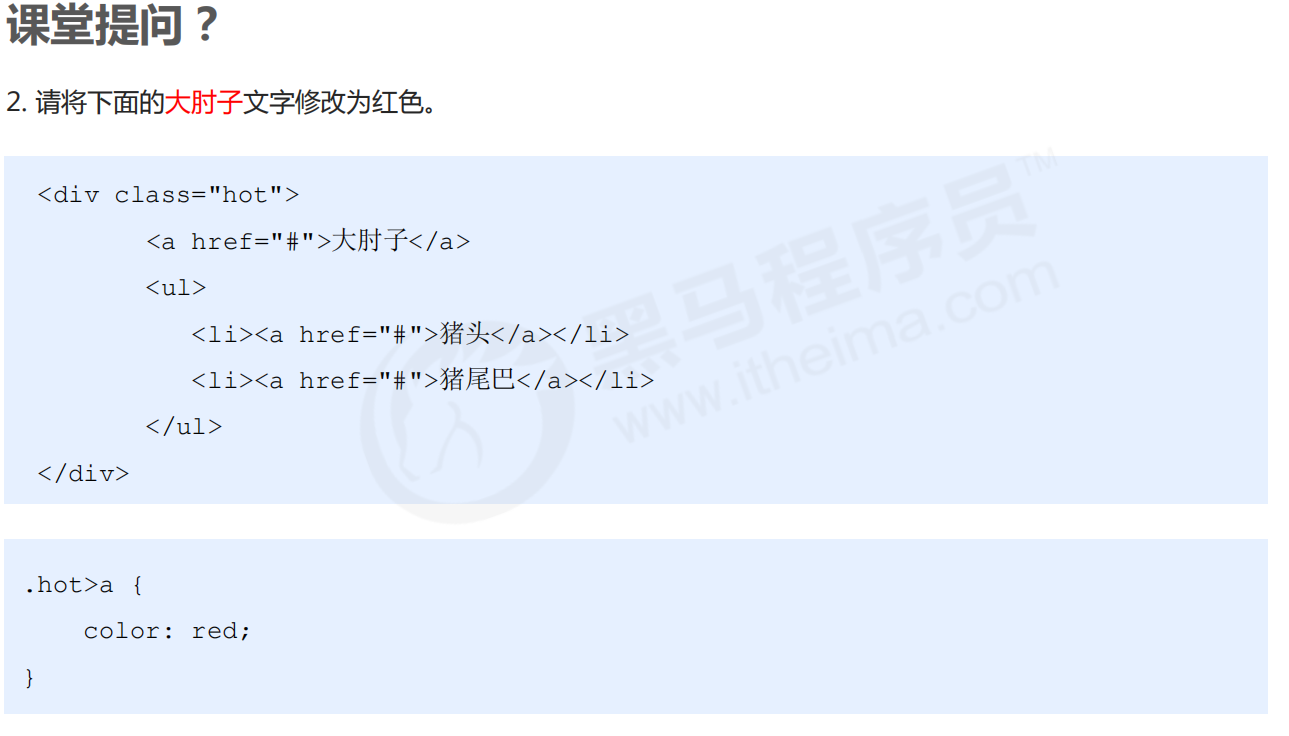 课堂提问？
2. 请将下面的大肘子文字修改为红色。
<div class="hot">
<a href="#">大肘子</a>
<ul>
<li><a href="#">猪头</a></li>
<li><a href="#">猪尾巴</a></li>
</ul>
</div>
黑马程序员™
www.itheima.com
.hot>a {
color: red;
}